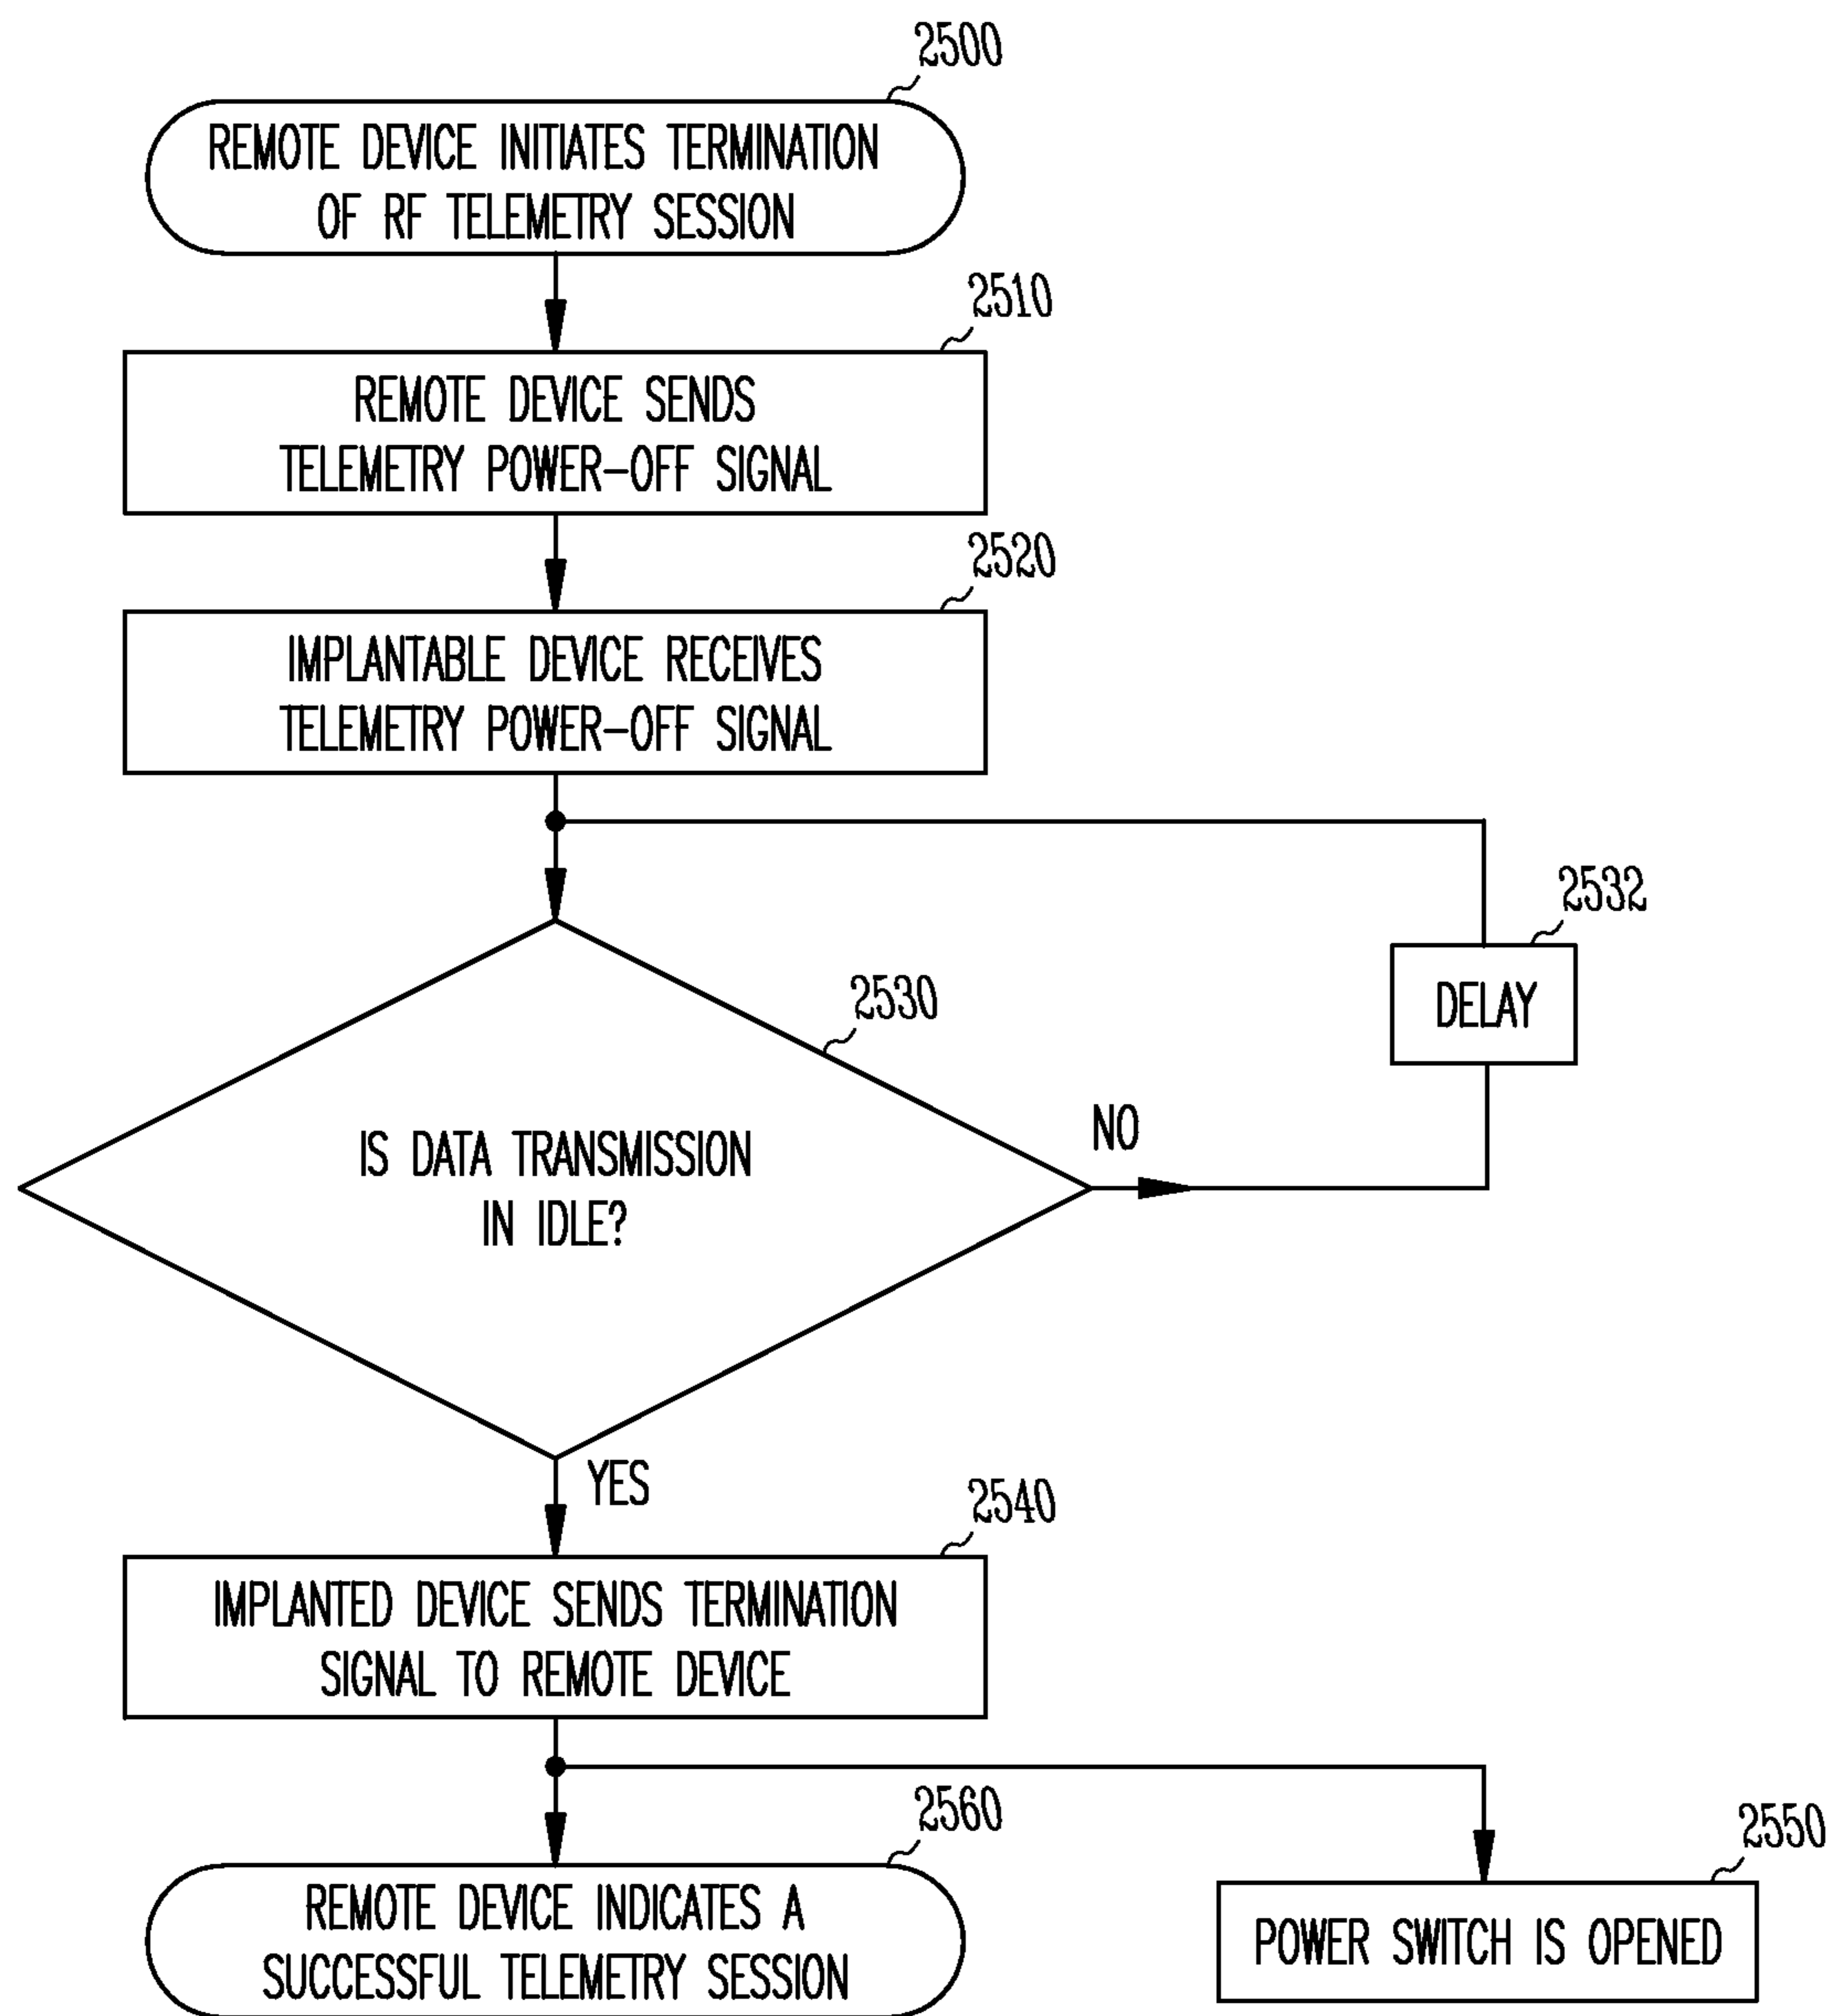 2500
REMOTE DEVICE INITIATES TERMINATION
OF RF TELEMETRY SESSION
2510
REMOTE DEVICE SENDS
TELEMETRY POWER-OFF SIGNAL
2520
IMPLANTABLE DEVICE RECEIVES
TELEMETRY POWER-OFF SIGNAL
2532
DELAY
2530
IS DATA TRANSMISSION
IN IDLE?
NO
YES
2540
IMPLANTED DEVICE SENDS TERMINATION
SIGNAL TO REMOTE DEVICE
2560
REMOTE DEVICE INDICATES A
SUCCESSFUL TELEMETRY SESSION
2550
POWER SWITCH IS OPENED